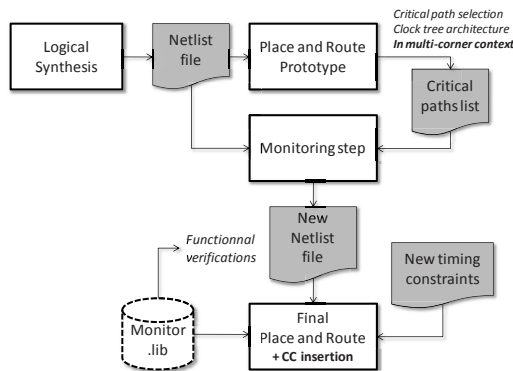 Logical
Synthesis
Netlist
file
Place and Route
Prototype
Critical path selection
Clock tree architecture
In multi-corner context
Critical
paths list
Monitoring step
New
Netlist
file
Functionnal
verifications
New timing
constraints
Monitor
.lib
Final
Place and Route
+ CC insertion